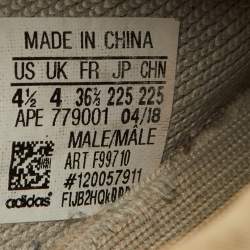 MADE IN CHINA
US UK FR JP CHN
4½ 4 36⅔ 225 225
APE 779001 04/18
MALE/MÂLE
ART F99710
#120057911
adidas